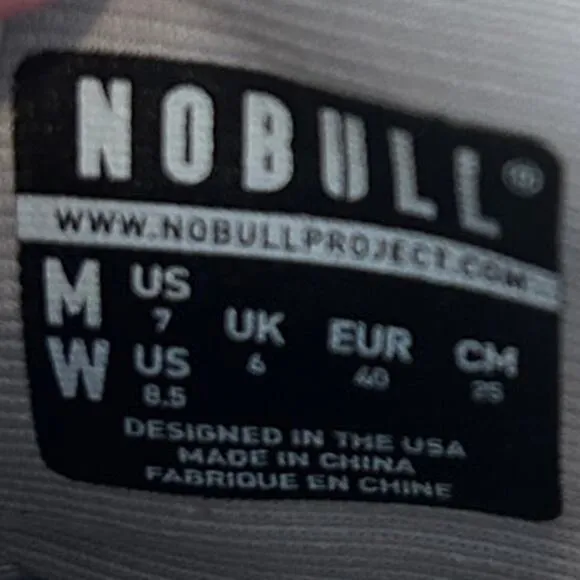 NOBULL®
WWW.NOBULLPROJECT.COM
M US 7
W US 8.5
UK 6
EUR 40
CM 25
DESIGNED IN THE USA
MADE IN CHINA
FABRIQUE EN CHINE